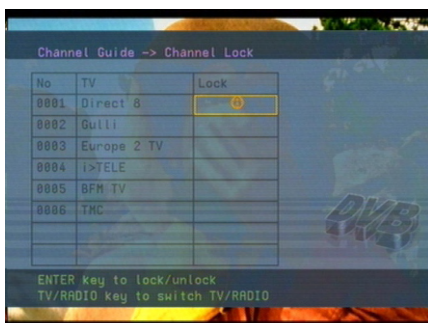 Channel Guide -> Channel Lock
No TV Lock
0001 Direct 8
0002 Gulli
0003 Europe 2 TV
0004 i>TELE
0005 BFM TV
0006 TMC
DVB
ENTER key to lock/unlock
TV/RADIO key to switch TV/RADIO